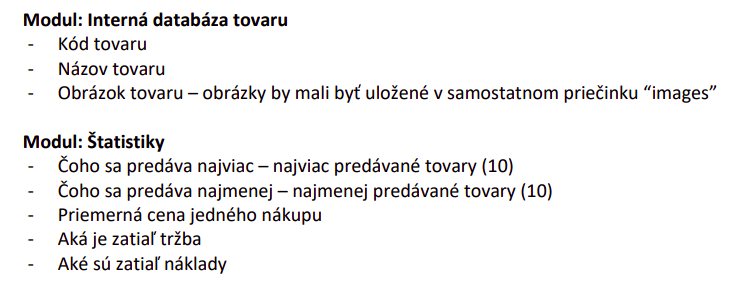 Modul: Interná databáza tovaru
- Kód tovaru
- Názov tovaru
- Obrázok tovaru – obrázky by mali byť uložené v samostatnom priečinku “images”
Modul: Štatistiky
- Čoho sa predáva najviac – najviac predávané tovary (10)
- Čoho sa predáva najmenej – najmenej predávané tovary (10)
- Priemerná cena jedného nákupu
- Aká je zatiaľ tržba
- Aké sú zatiaľ náklady